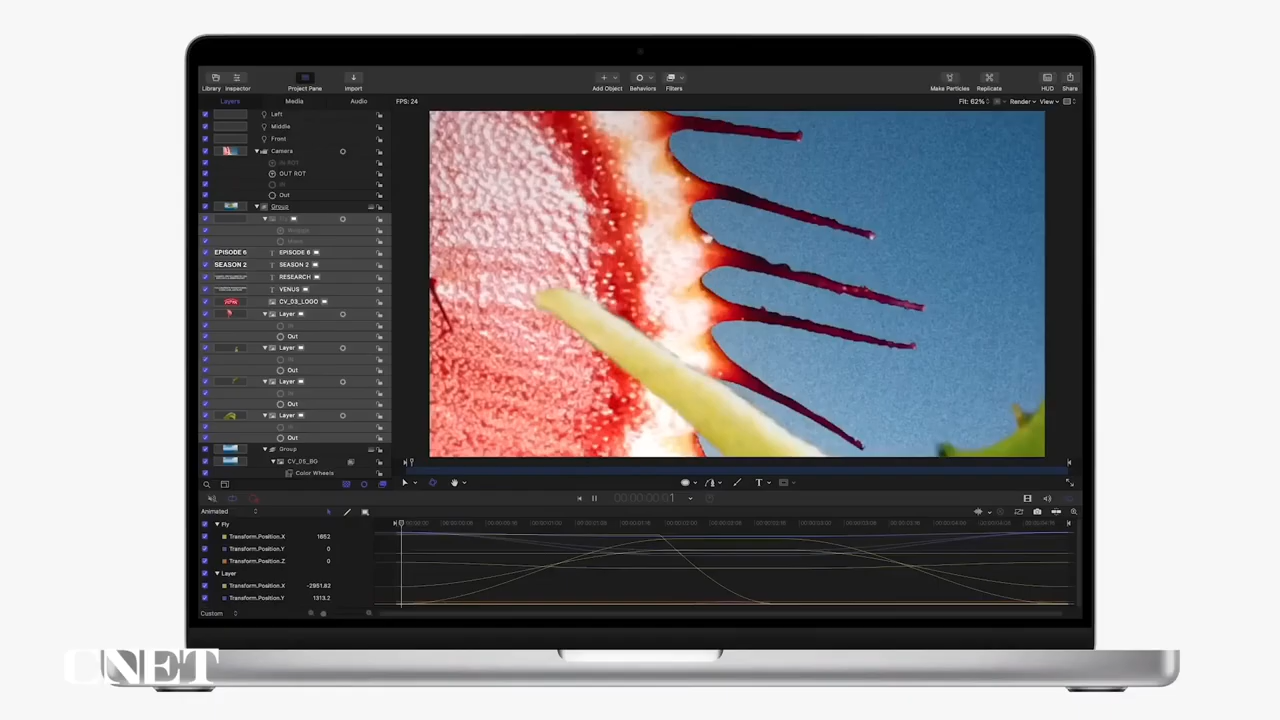 Library Inspector Project Pane Import Add Object Behaviors Filters Make Particles Replicate HUD Share
Layers Media Audio FPS: 24 Fit: 62% Render View
Left
Middle
Front
Camera
OUT ROT
Out
Group
EPISODE 6 EPISODE 6
SEASON 2 SEASON 2
RESEARCH
VENUS
CV_03_LOGO
Layer
Out
Layer
Out
Layer
Out
Layer
Out
Group
CV_05_BG
Color Wheels
T
00:00:00:01
Animated
Fly
Transform.Position.X 1652
Transform.Position.Y 0
Transform.Position.Z 0
Layer
Transform.Position.X -2951.82
Transform.Position.Y 1313.2
Custom
CNET